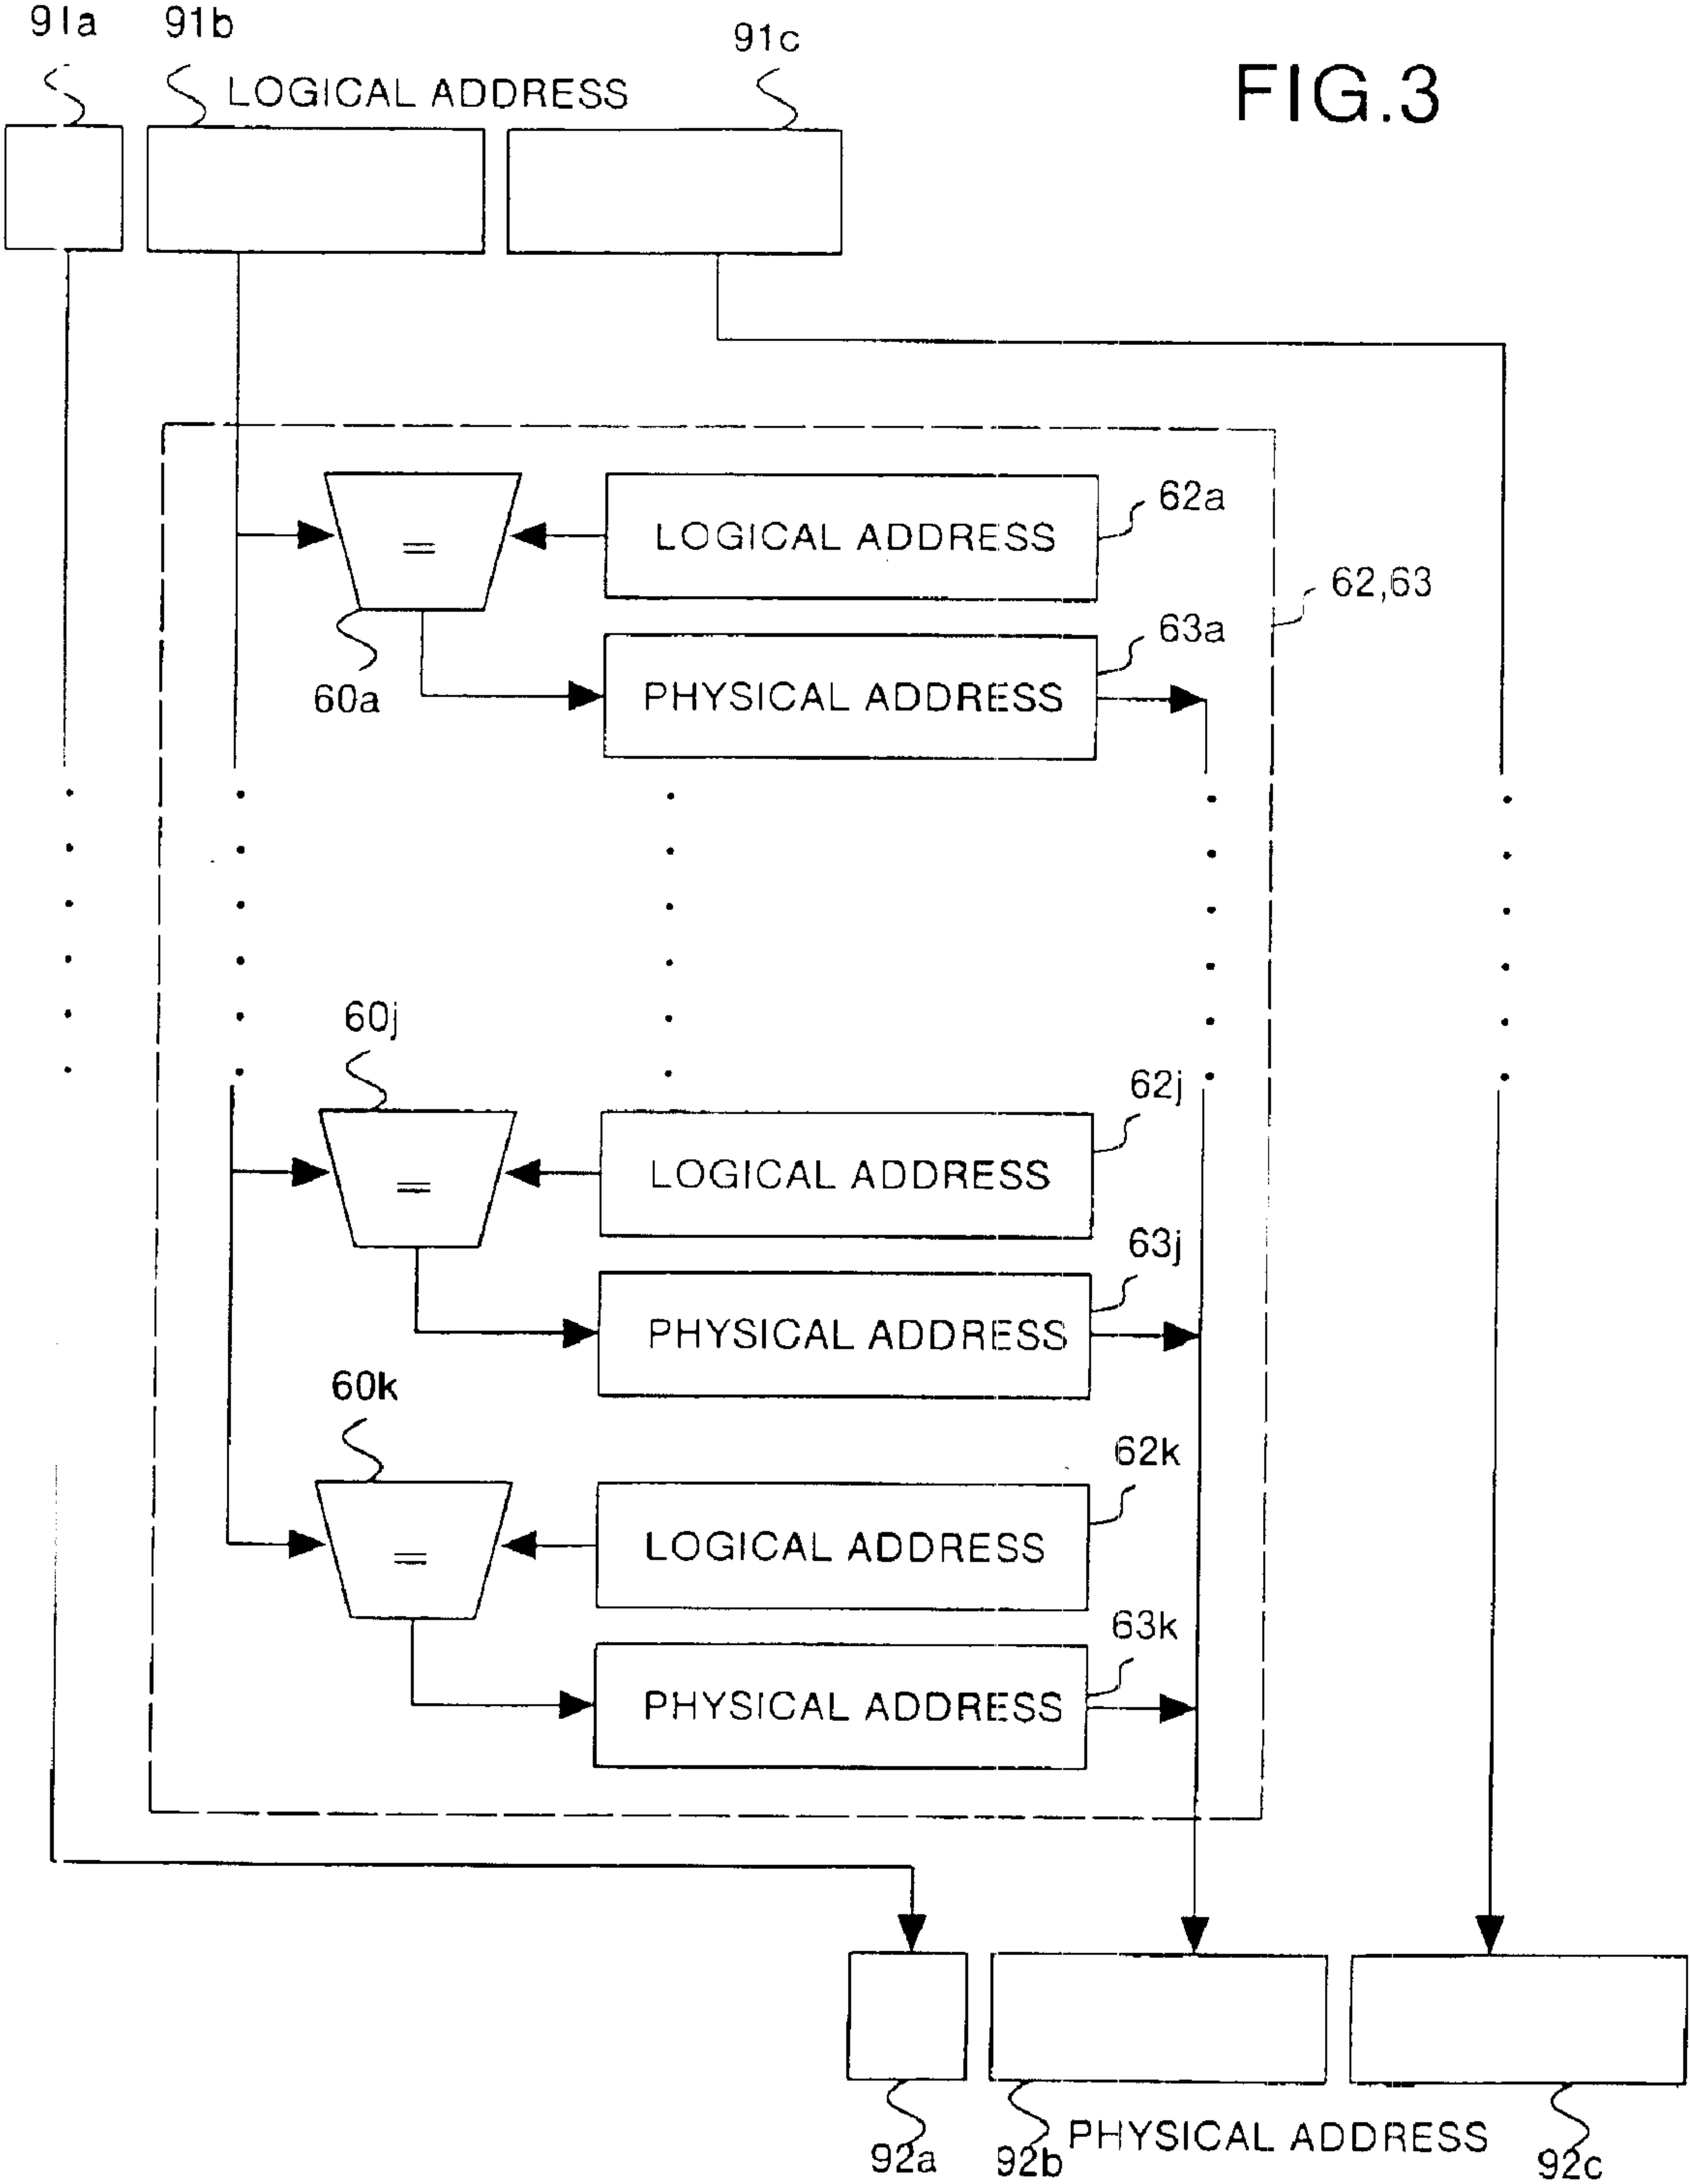 91a
91b
91c
LOGICAL ADDRESS
FIG.3
=
LOGICAL ADDRESS
62a
62,63
63a
60a
PHYSICAL ADDRESS
60j
62j
=
LOGICAL ADDRESS
63j
PHYSICAL ADDRESS
60k
62k
=
LOGICAL ADDRESS
63k
PHYSICAL ADDRESS
92a
92b
PHYSICAL ADDRESS
92c